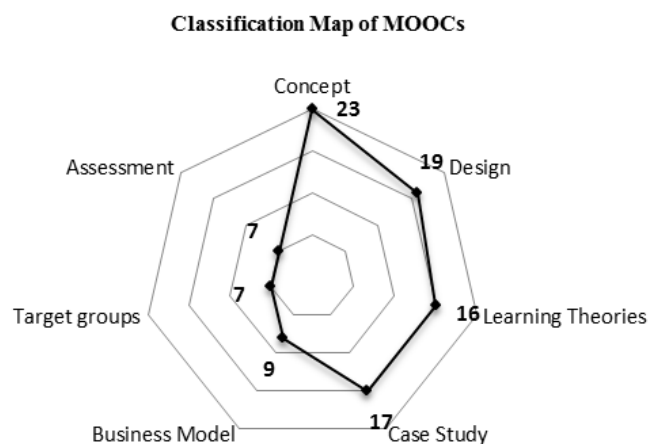 Classification Map of MOOCs
Concept
23
19
Assessment
Design
7
7
Target groups
16
Learning Theories
9
17
Business Model
Case Study